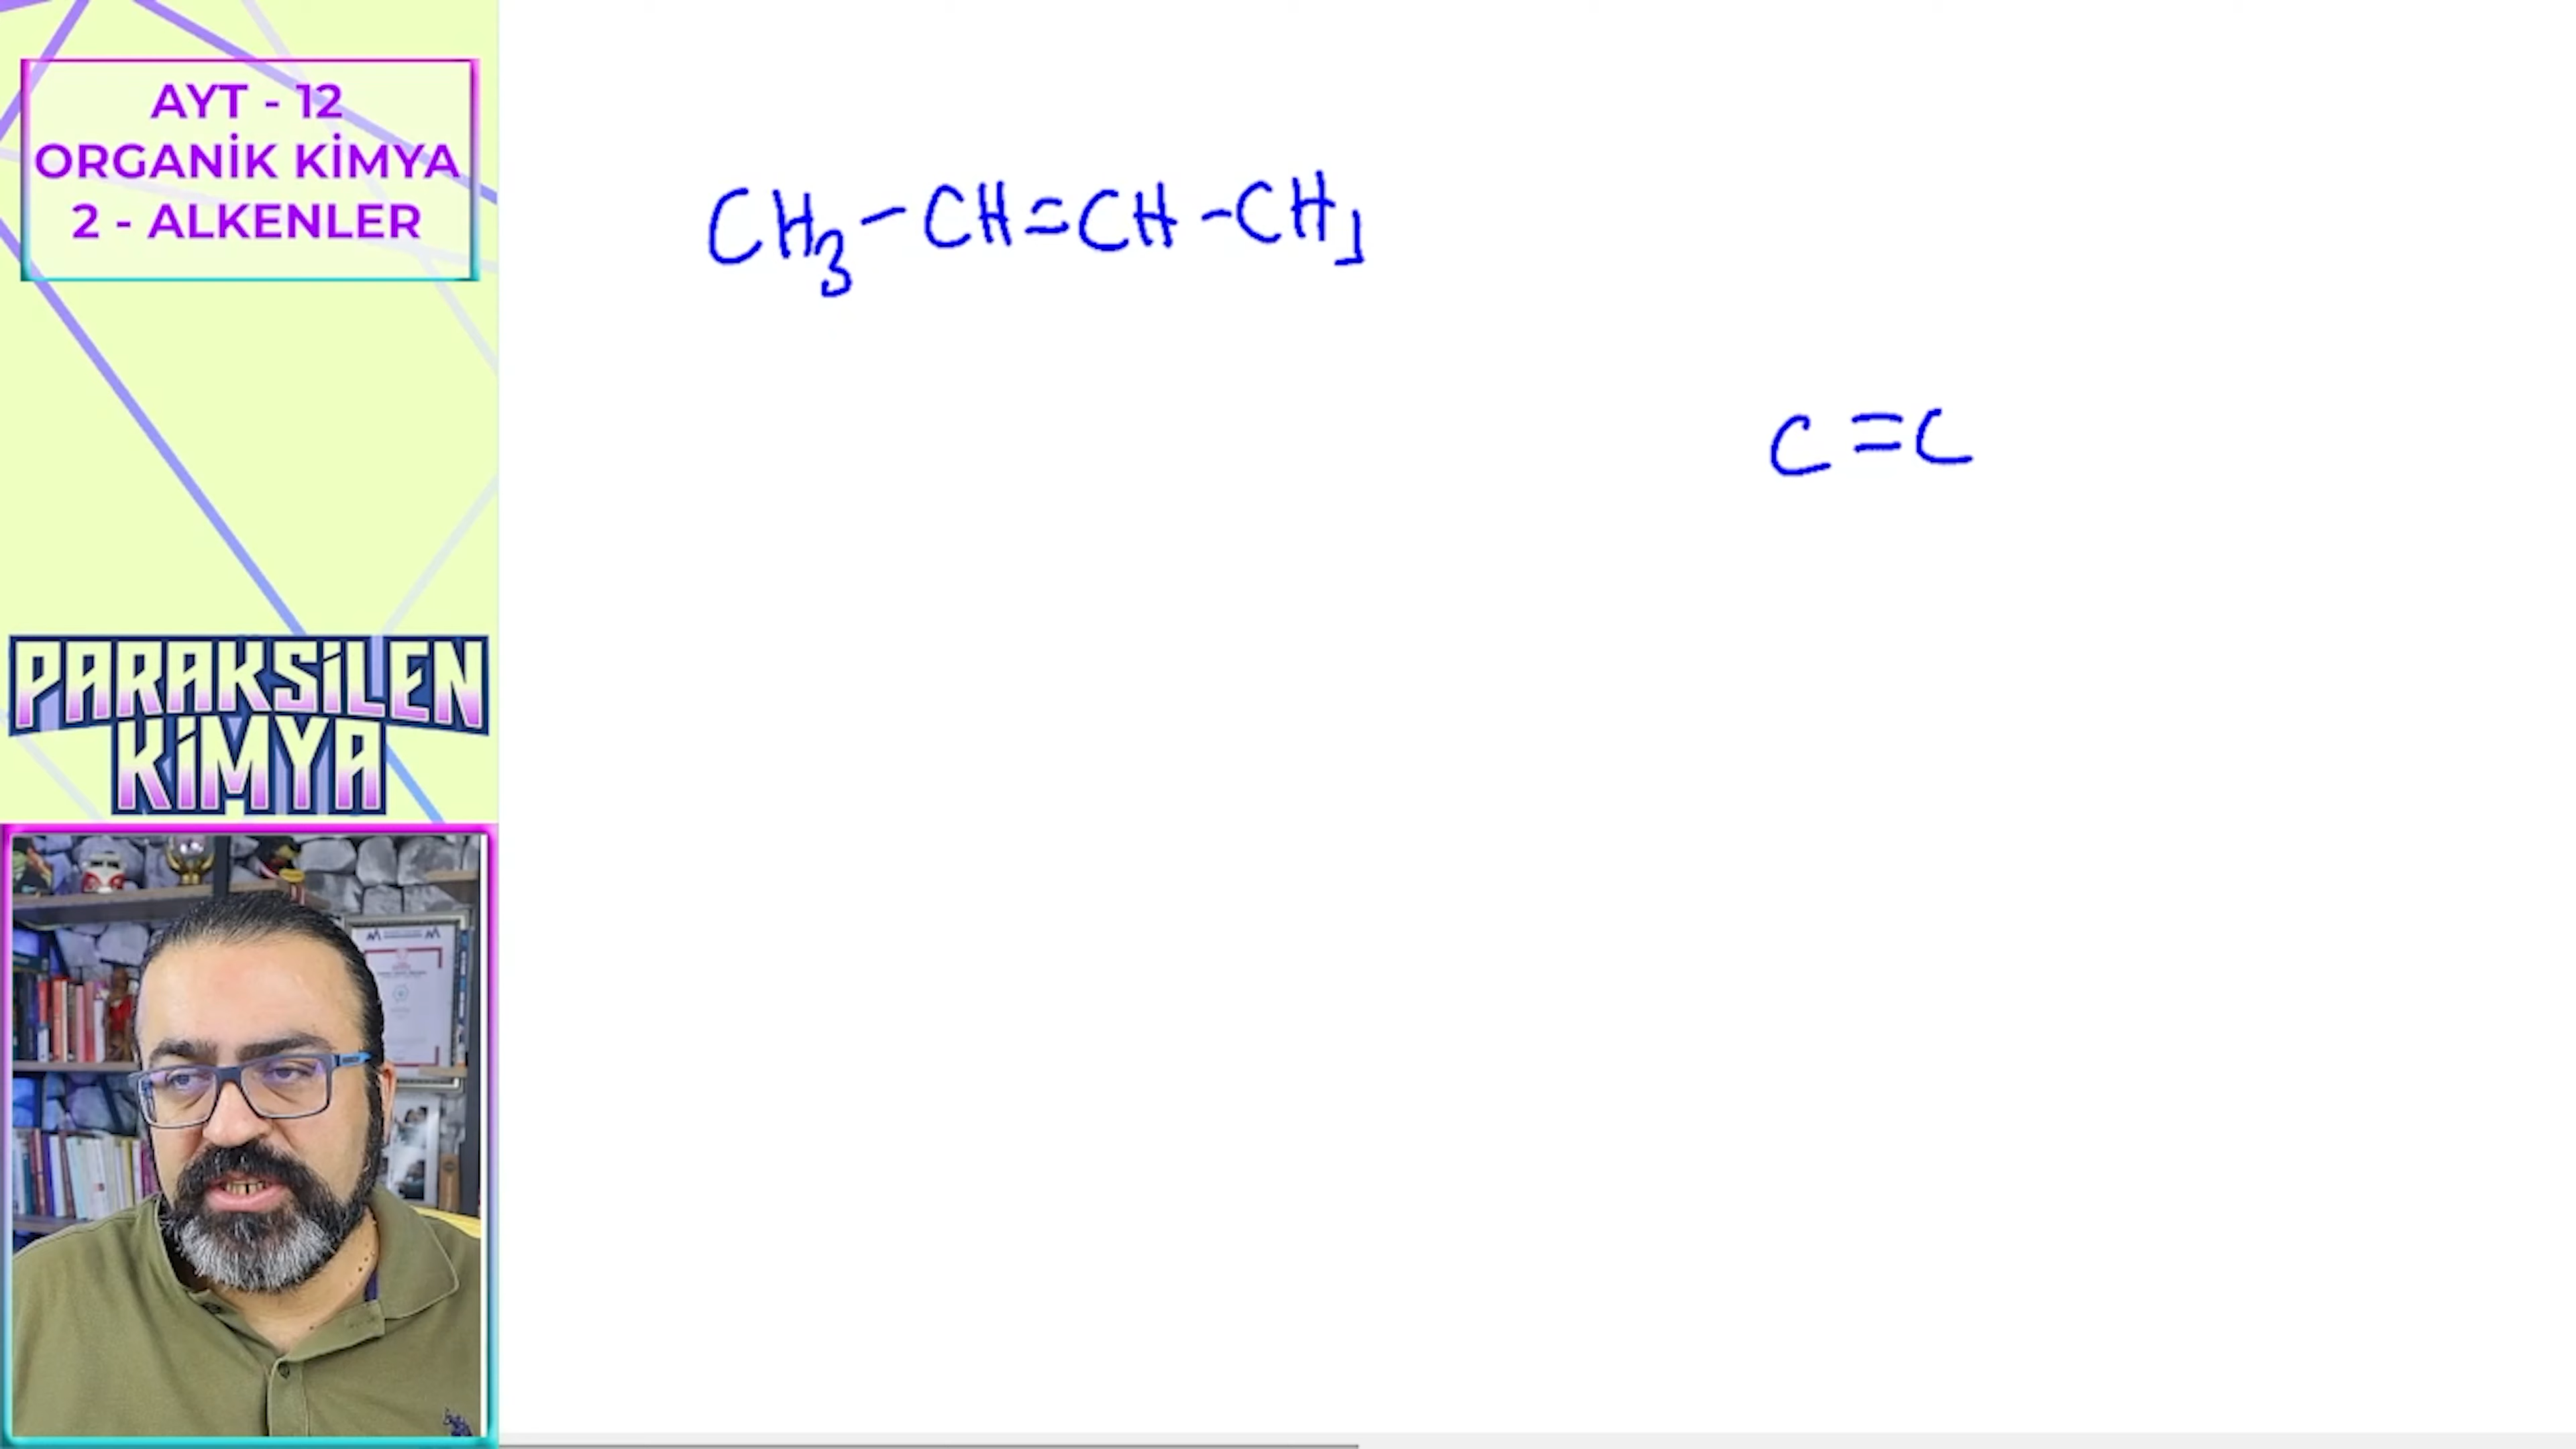 AYT - 12
ORGANİK KİMYA
2 - ALKENLER
CH₃-CH=CH-CH₃
C=C
PARAKSİLEN
KİMYA